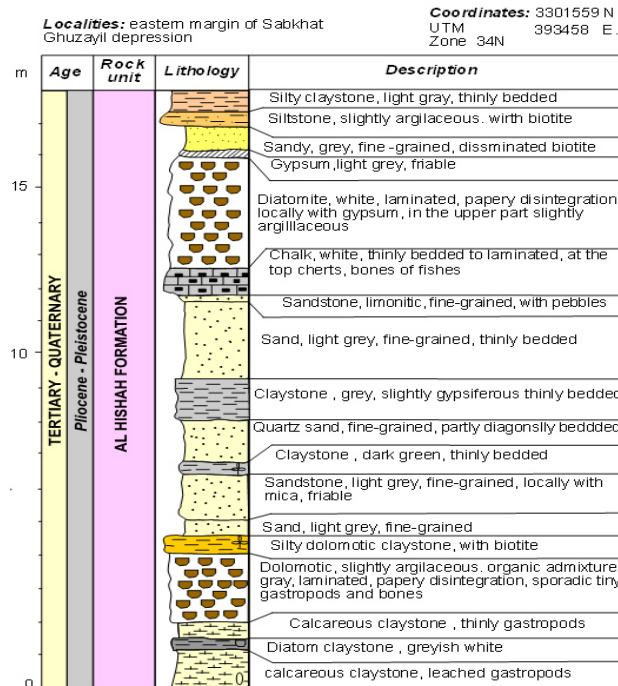 Localities: eastern margin of Sabkhat
Ghuzayil depression
Coordinates: 3301559 N
UTM 393458 E.
Zone 34N
m
Age
Rock unit
Lithology
Description
Silty claystone, light gray, thinly bedded
Siltstone, slightly argilaceous. wirth biotite
Sandy, grey, fine -grained, dissminated biotite
Gypsum,light grey, friable
15
Diatomite, white, laminated, papery disintegration
locally with gypsum, in the upper part slightly
argilllaceous
Chalk, white, thinly bedded to laminated, at the
top cherts, bones of fishes
Sandstone, limonitic, fine-grained, with pebbles
10
Sand, light grey, fine-grained, thinly bedded
Claystone , grey, slightly gypsiferous thinly bedded
Quartz sand, fine-grained, partly diagonslly beddded
Claystone , dark green, thinly bedded
Sandstone, light grey, fine-grained, locally with
mica, friable
Sand, light grey, fine-grained
Silty dolomotic claystone, with biotite
Dolomotic, slightly argilaceous. organic admixture
gray, laminated, papery disintegration, sporadic tiny
gastropods and bones
Calcareous claystone , thinly gastropods
Diatom claystone , greyish white
calcareous claystone, leached gastropods
0
TERTIARY - QUATERNARY
Pliocene - Pleistocene
AL HISHAH FORMATION